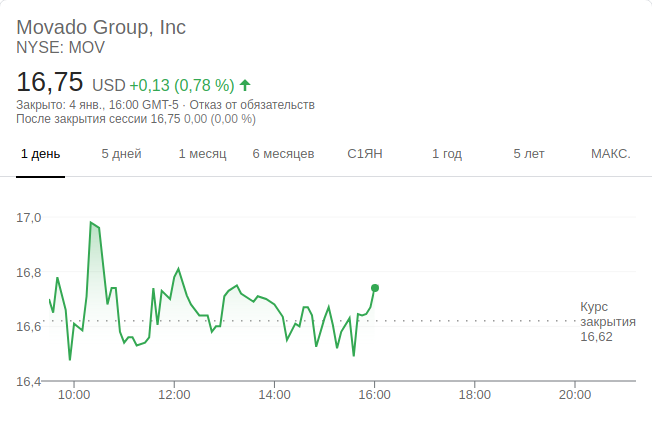 Movado Group, Inc
NYSE: MOV
16,75 USD +0,13 (0,78 %)
Закрыто: 4 янв., 16:00 GMT-5 · Отказ от обязательств
После закрытия сессии 16,75 0,00 (0,00 %)
1 день 5 дней 1 месяц 6 месяцев С1ЯН 1 год 5 лет МАКС.
17,0
16,8
16,6
16,4
Курс
закрытия
16,62
10:00 12:00 14:00 16:00 18:00 20:00